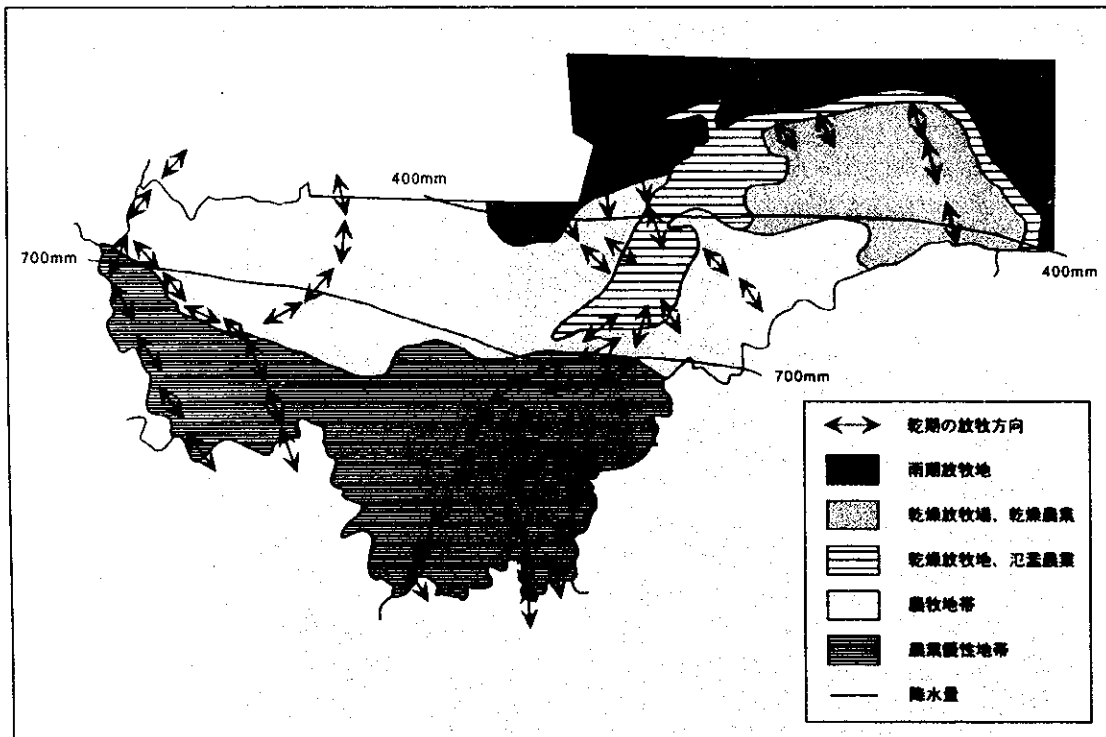 400mm
700mm
400mm
700mm
乾期の放牧方向
雨期放牧地
乾燥放牧場、乾燥農業
乾燥放牧地、氾濫農業
農牧地帯
農業優性地帯
降水量